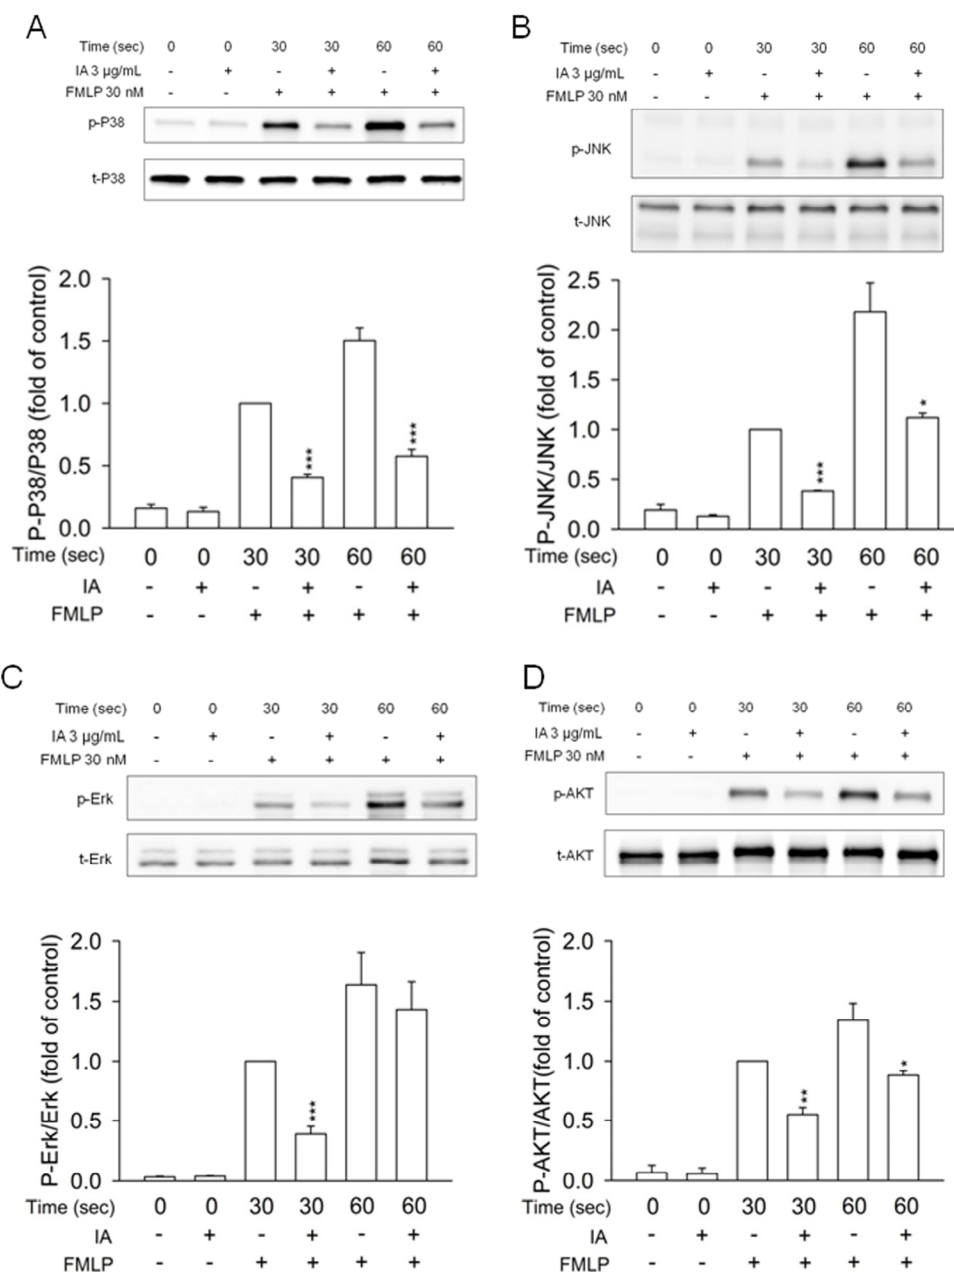 A
Time (sec) 0 0 30 30 60 60
IA 3 µg/mL - + - + - +
FMLP 30 nM - - + + + +
p-P38
t-P38
P-P38/P38 (fold of control)
2.0
1.5
1.0
0.5
0.0
***
***
Time (sec) 0 0 30 30 60 60
IA - + - + - +
FMLP - - + + + +
B
Time (sec) 0 0 30 30 60 60
IA 3 µg/mL - + - + - +
FMLP 30 nM - - + + + +
p-JNK
t-JNK
P-JNK/JNK (fold of control)
2.5
2.0
1.5
1.0
0.5
0.0
***
*
Time (sec) 0 0 30 30 60 60
IA - + - + - +
FMLP - - + + + +
C
Time (sec) 0 0 30 30 60 60
IA 3 µg/mL - + - + - +
FMLP 30 nM - - + + + +
p-Erk
t-Erk
P-Erk/Erk (fold of control)
2.0
1.5
1.0
0.5
0.0
***
Time (sec) 0 0 30 30 60 60
IA - + - + - +
FMLP - - + + + +
D
Time (sec) 0 0 30 30 60 60
IA 3 µg/mL - + - + - +
FMLP 30 nM - - + + + +
p-AKT
t-AKT
P-AKT/AKT(fold of control)
2.0
1.5
1.0
0.5
0.0
**
*
Time (sec) 0 0 30 30 60 60
IA - + - + - +
FMLP - - + + + +